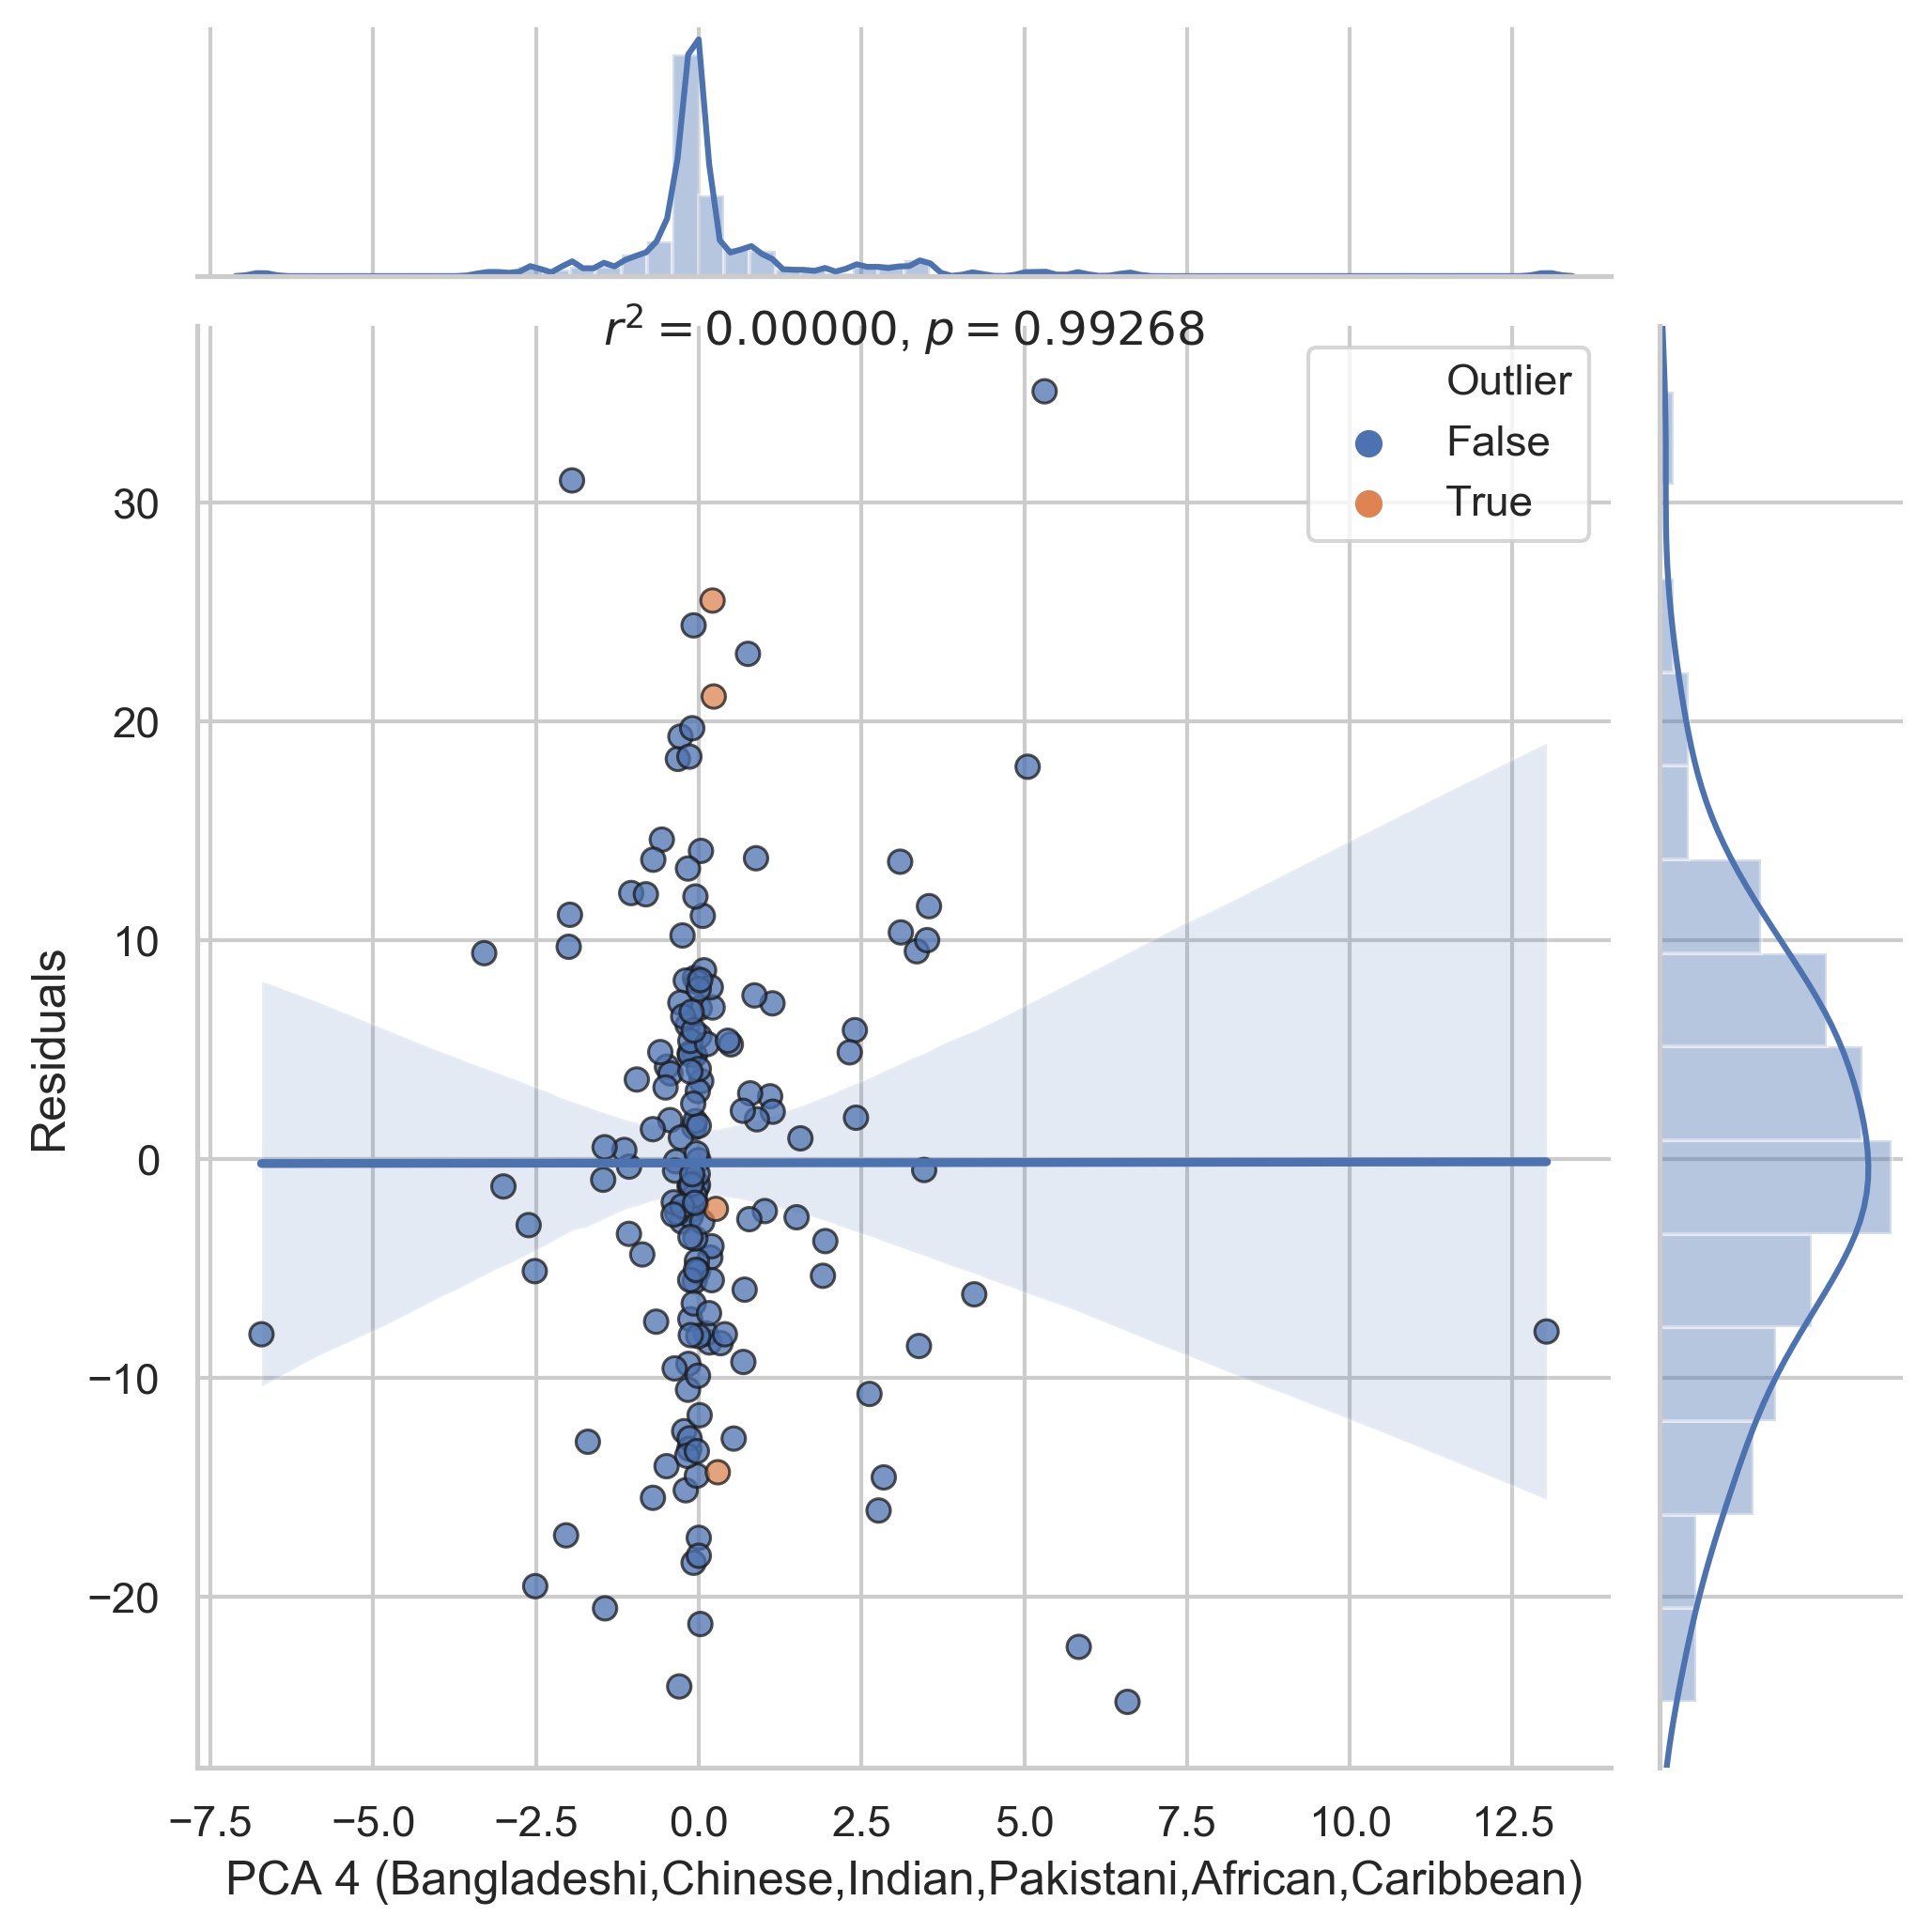 r² = 0.00000, p = 0.99268
Outlier
False
True
Residuals
30
20
10
0
−10
−20
−7.5 −5.0 −2.5 0.0 2.5 5.0 7.5 10.0 12.5
PCA 4 (Bangladeshi,Chinese,Indian,Pakistani,African,Caribbean)